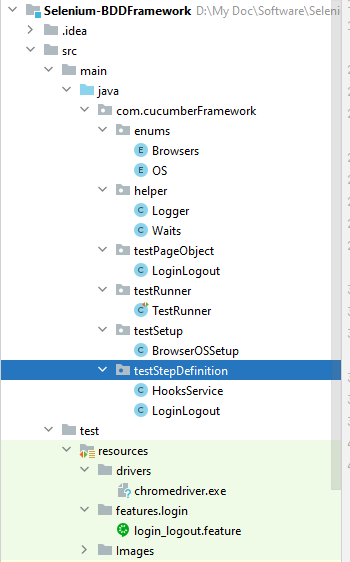 Selenium-BDDFramework D:\My Doc\Software\Seleni
.idea
src
main
java
com.cucumberFramework
enums
E Browsers
E OS
helper
C Logger
C Waits
testPageObject
C LoginLogout
testRunner
C TestRunner
testSetup
C BrowserOSSetup
testStepDefinition
C HooksService
C LoginLogout
test
resources
drivers
chromedriver.exe
features.login
login_logout.feature
Images